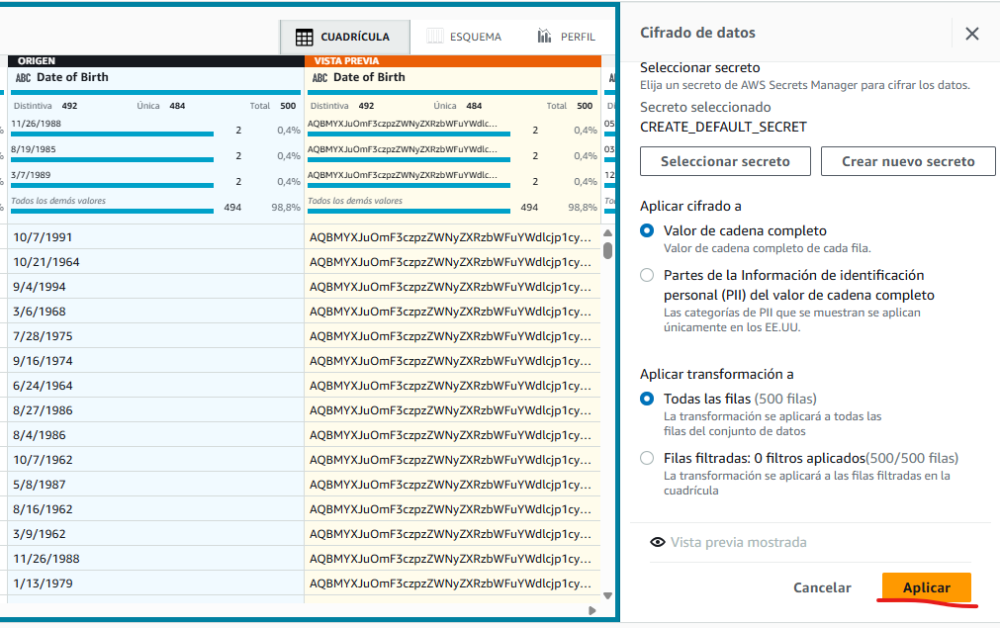 CUADRÍCULA ESQUEMA PERFIL
ORIGEN VISTA PREVIA
ABC Date of Birth ABC Date of Birth
Distintiva 492 Única 484 Total 500 Distintiva 492 Única 484 Total 500
11/26/1988 2 0,4% AQBMYXJuOmF3czpzZWNyZXRzbWFuYWdlc... 2 0,4%
8/19/1985 2 0,4% AQBMYXJuOmF3czpzZWNyZXRzbWFuYWdlc... 2 0,4%
3/7/1989 2 0,4% AQBMYXJuOmF3czpzZWNyZXRzbWFuYWdlc... 2 0,4%
Todos los demás valores 494 98,8% Todos los demás valores 494 98,8%
10/7/1991 AQBMYXJuOmF3czpzZWNyZXRzbWFuYWdlcjp1cy...
10/21/1964 AQBMYXJuOmF3czpzZWNyZXRzbWFuYWdlcjp1cy...
9/4/1994 AQBMYXJuOmF3czpzZWNyZXRzbWFuYWdlcjp1cy...
3/6/1968 AQBMYXJuOmF3czpzZWNyZXRzbWFuYWdlcjp1cy...
7/28/1975 AQBMYXJuOmF3czpzZWNyZXRzbWFuYWdlcjp1cy...
9/16/1974 AQBMYXJuOmF3czpzZWNyZXRzbWFuYWdlcjp1cy...
6/24/1964 AQBMYXJuOmF3czpzZWNyZXRzbWFuYWdlcjp1cy...
8/27/1986 AQBMYXJuOmF3czpzZWNyZXRzbWFuYWdlcjp1cy...
8/4/1986 AQBMYXJuOmF3czpzZWNyZXRzbWFuYWdlcjp1cy...
10/7/1962 AQBMYXJuOmF3czpzZWNyZXRzbWFuYWdlcjp1cy...
5/8/1987 AQBMYXJuOmF3czpzZWNyZXRzbWFuYWdlcjp1cy...
8/16/1962 AQBMYXJuOmF3czpzZWNyZXRzbWFuYWdlcjp1cy...
3/9/1962 AQBMYXJuOmF3czpzZWNyZXRzbWFuYWdlcjp1cy...
11/26/1988 AQBMYXJuOmF3czpzZWNyZXRzbWFuYWdlcjp1cy...
1/13/1979 AQBMYXJuOmF3czpzZWNyZXRzbWFuYWdlcjp1cy...
Cifrado de datos
Seleccionar secreto
Elija un secreto de AWS Secrets Manager para cifrar los datos.
Secreto seleccionado
CREATE_DEFAULT_SECRET
Seleccionar secreto Crear nuevo secreto
Aplicar cifrado a
Valor de cadena completo
Valor de cadena completo de cada fila.
Partes de la Información de identificación
personal (PII) del valor de cadena completo
Las categorías de PII que se muestran se aplican
únicamente en los EE.UU.
Aplicar transformación a
Todas las filas (500 filas)
La transformación se aplicará a todas las
filas del conjunto de datos
Filas filtradas: 0 filtros aplicados(500/500 filas)
La transformación se aplicará a las filas filtradas en la
cuadrícula
Vista previa mostrada
Cancelar Aplicar